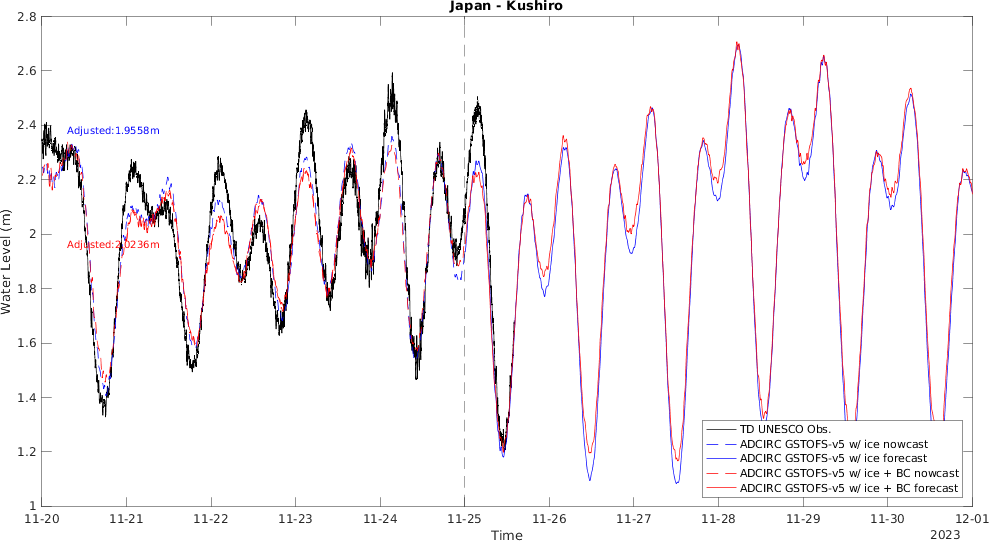 Japan - Kushiro
Water Level (m)
2.8
2.6
2.4
2.2
2
1.8
1.6
1.4
1.2
1
Adjusted:1.9558m
Adjusted:2.0236m
TD UNESCO Obs.
ADCIRC GSTOFS-v5 w/ ice nowcast
ADCIRC GSTOFS-v5 w/ ice forecast
ADCIRC GSTOFS-v5 w/ ice + BC nowcast
ADCIRC GSTOFS-v5 w/ ice + BC forecast
11-20 11-21 11-22 11-23 11-24 11-25 11-26 11-27 11-28 11-29 11-30 12-01
Time
2023